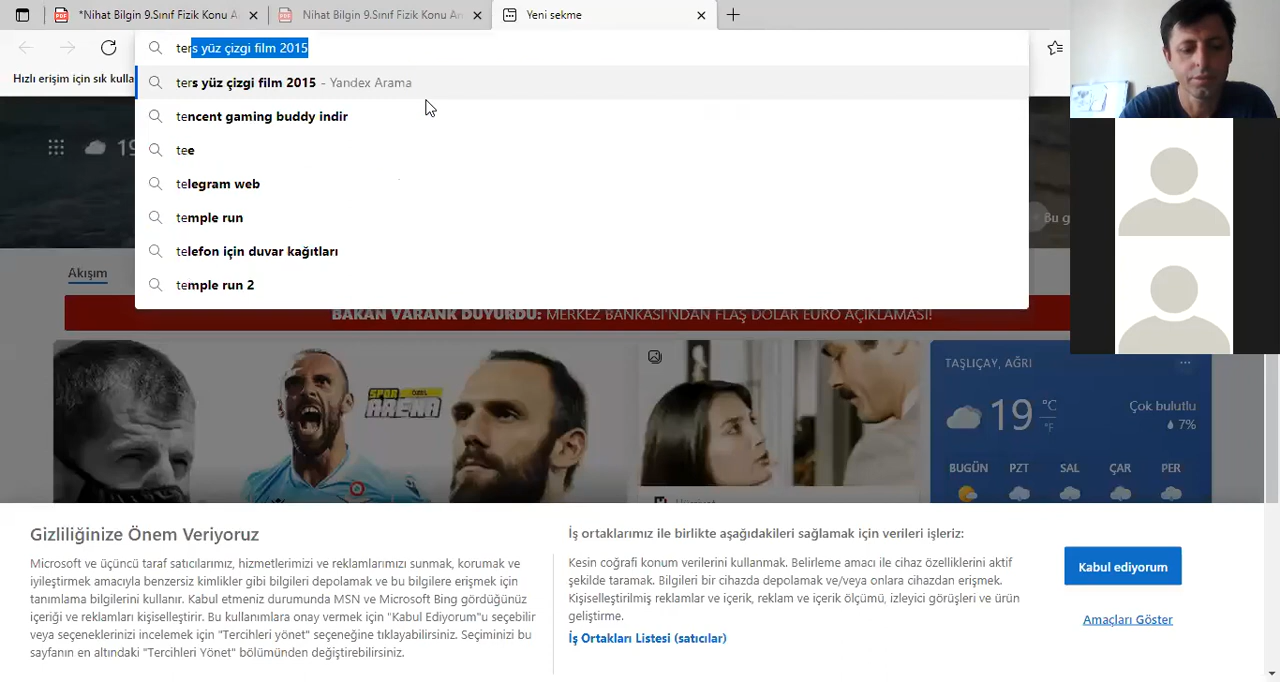 *Nihat Bilgin 9.Sınıf Fizik Konu A
Nihat Bilgin 9.Sınıf Fizik Konu An
Yeni sekme
ters yüz çizgi film 2015
Hızlı erişim için sık kulla
ters yüz çizgi film 2015 - Yandex Arama
tencent gaming buddy indir
tee
telegram web
temple run
telefon için duvar kağıtları
temple run 2
19
Bu g
Akışım
BAKAN VARANK DUYURDU: MERKEZ BANKASI'NDAN FLAŞ DOLAR EURO AÇIKLAMASI!
SPOR ÖZEL
ARENA
TAŞLIÇAY, AĞRI
19 °C
°F
Çok bulutlu
7%
BUGÜN PZT SAL ÇAR PER
Gizliliğinize Önem Veriyoruz
Microsoft ve üçüncü taraf satıcılarımız, hizmetlerimizi ve reklamlarımızı sunmak, korumak ve
iyileştirmek amacıyla benzersiz kimlikler gibi bilgileri depolamak ve bu bilgilere erişmek için
tanımlama bilgilerini kullanır. Kabul etmeniz durumunda MSN ve Microsoft Bing gördüğünüz
içeriği ve reklamları kişiselleştirir. Bu kullanımlara onay vermek için "Kabul Ediyorum"u seçebilir
veya seçeneklerinizi incelemek için "Tercihleri yönet" seçeneğine tıklayabilirsiniz. Seçiminizi bu
sayfanın en altındaki "Tercihleri Yönet" bölümünden değiştirebilirsiniz.
İş ortaklarımız ile birlikte aşağıdakileri sağlamak için verileri işleriz:
Kesin coğrafi konum verilerini kullanmak. Belirleme amacı ile cihaz özelliklerini aktif
şekilde taramak. Bilgileri bir cihazda depolamak ve/veya onlara cihazdan erişmek.
Kişiselleştirilmiş reklamlar ve içerik, reklam ve içerik ölçümü, izleyici görüşleri ve ürün
geliştirme.
İş Ortakları Listesi (satıcılar)
Kabul ediyorum
Amaçları Göster